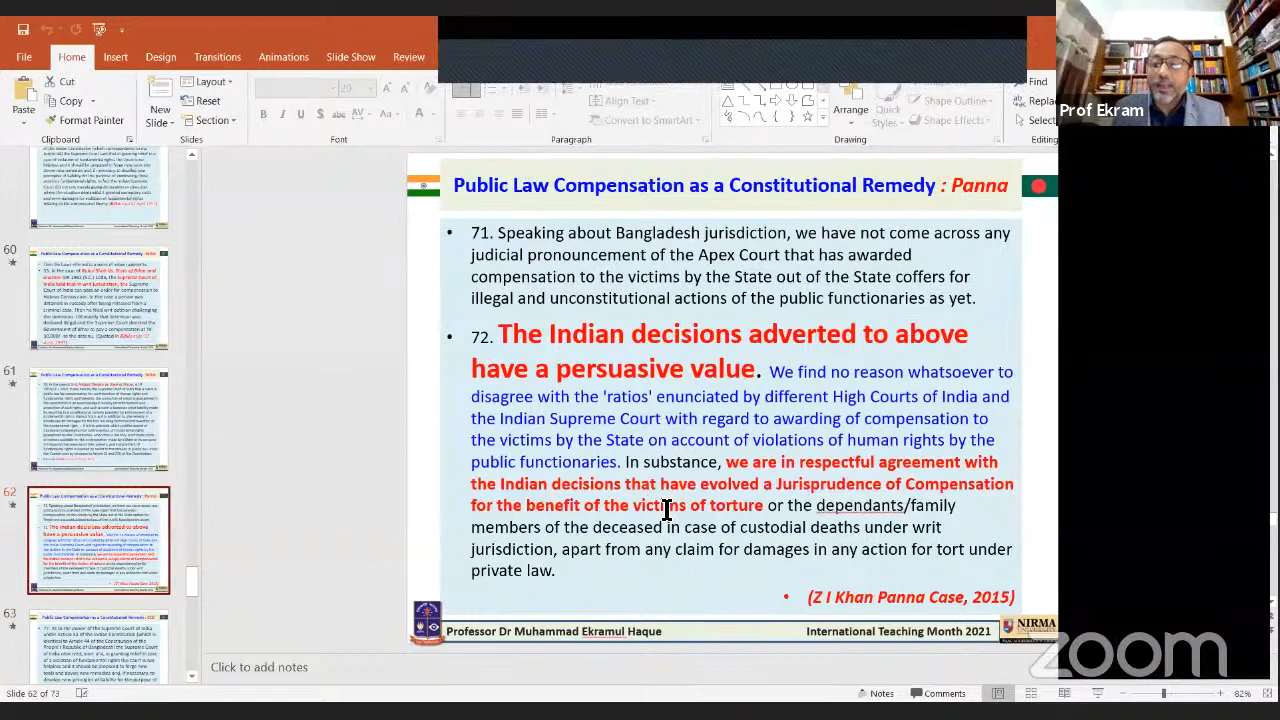 File Home Insert Design Transitions Animations Slide Show Review
Cut
Copy
Format Painter
Paste
Clipboard
New
Slide
Layout
Reset
Section
Slides
20
Font
Align Text
Convert to SmartArt
Paragraph
Arrange
Quick
Styles
Shape Outline
Shape Effects
Drawing
Find
Editing
Prof Ekram
60
61
62
63
Public Law Compensation as a Constitutional Remedy : Panna
• 71. Speaking about Bangladesh jurisdiction, we have not come across any
judicial pronouncement of the Apex Court that has awarded
compensation to the victims by the State out of the State coffer for
illegal and unconstitutional actions of the public functionaries as yet.
• 72. The Indian decisions adverted to above
have a persuasive value. We find no reason whatsoever to
disagree with the 'ratios' enunciated by different High Courts of India and
the Indian Supreme Court with regard to awarding of compensation to
the victims by the State on account of violations of human rights by the
public functionaries. In substance, we are in respectful agreement with
the Indian decisions that have evolved a Jurisprudence of Compensation
for the benefit of the victims of torture or the dependants/family
members of the deceased in case of custodial deaths under writ
jurisdiction apart from any claim for damages in any action in tort under
private law.
• (Z I Khan Panna Case, 2015)
Professor Dr. Muhammad Ekramul Haque International Teaching Month 2021
NIRMA
zoom
Click to add notes
Slide 62 of 73 Notes Comments 82%